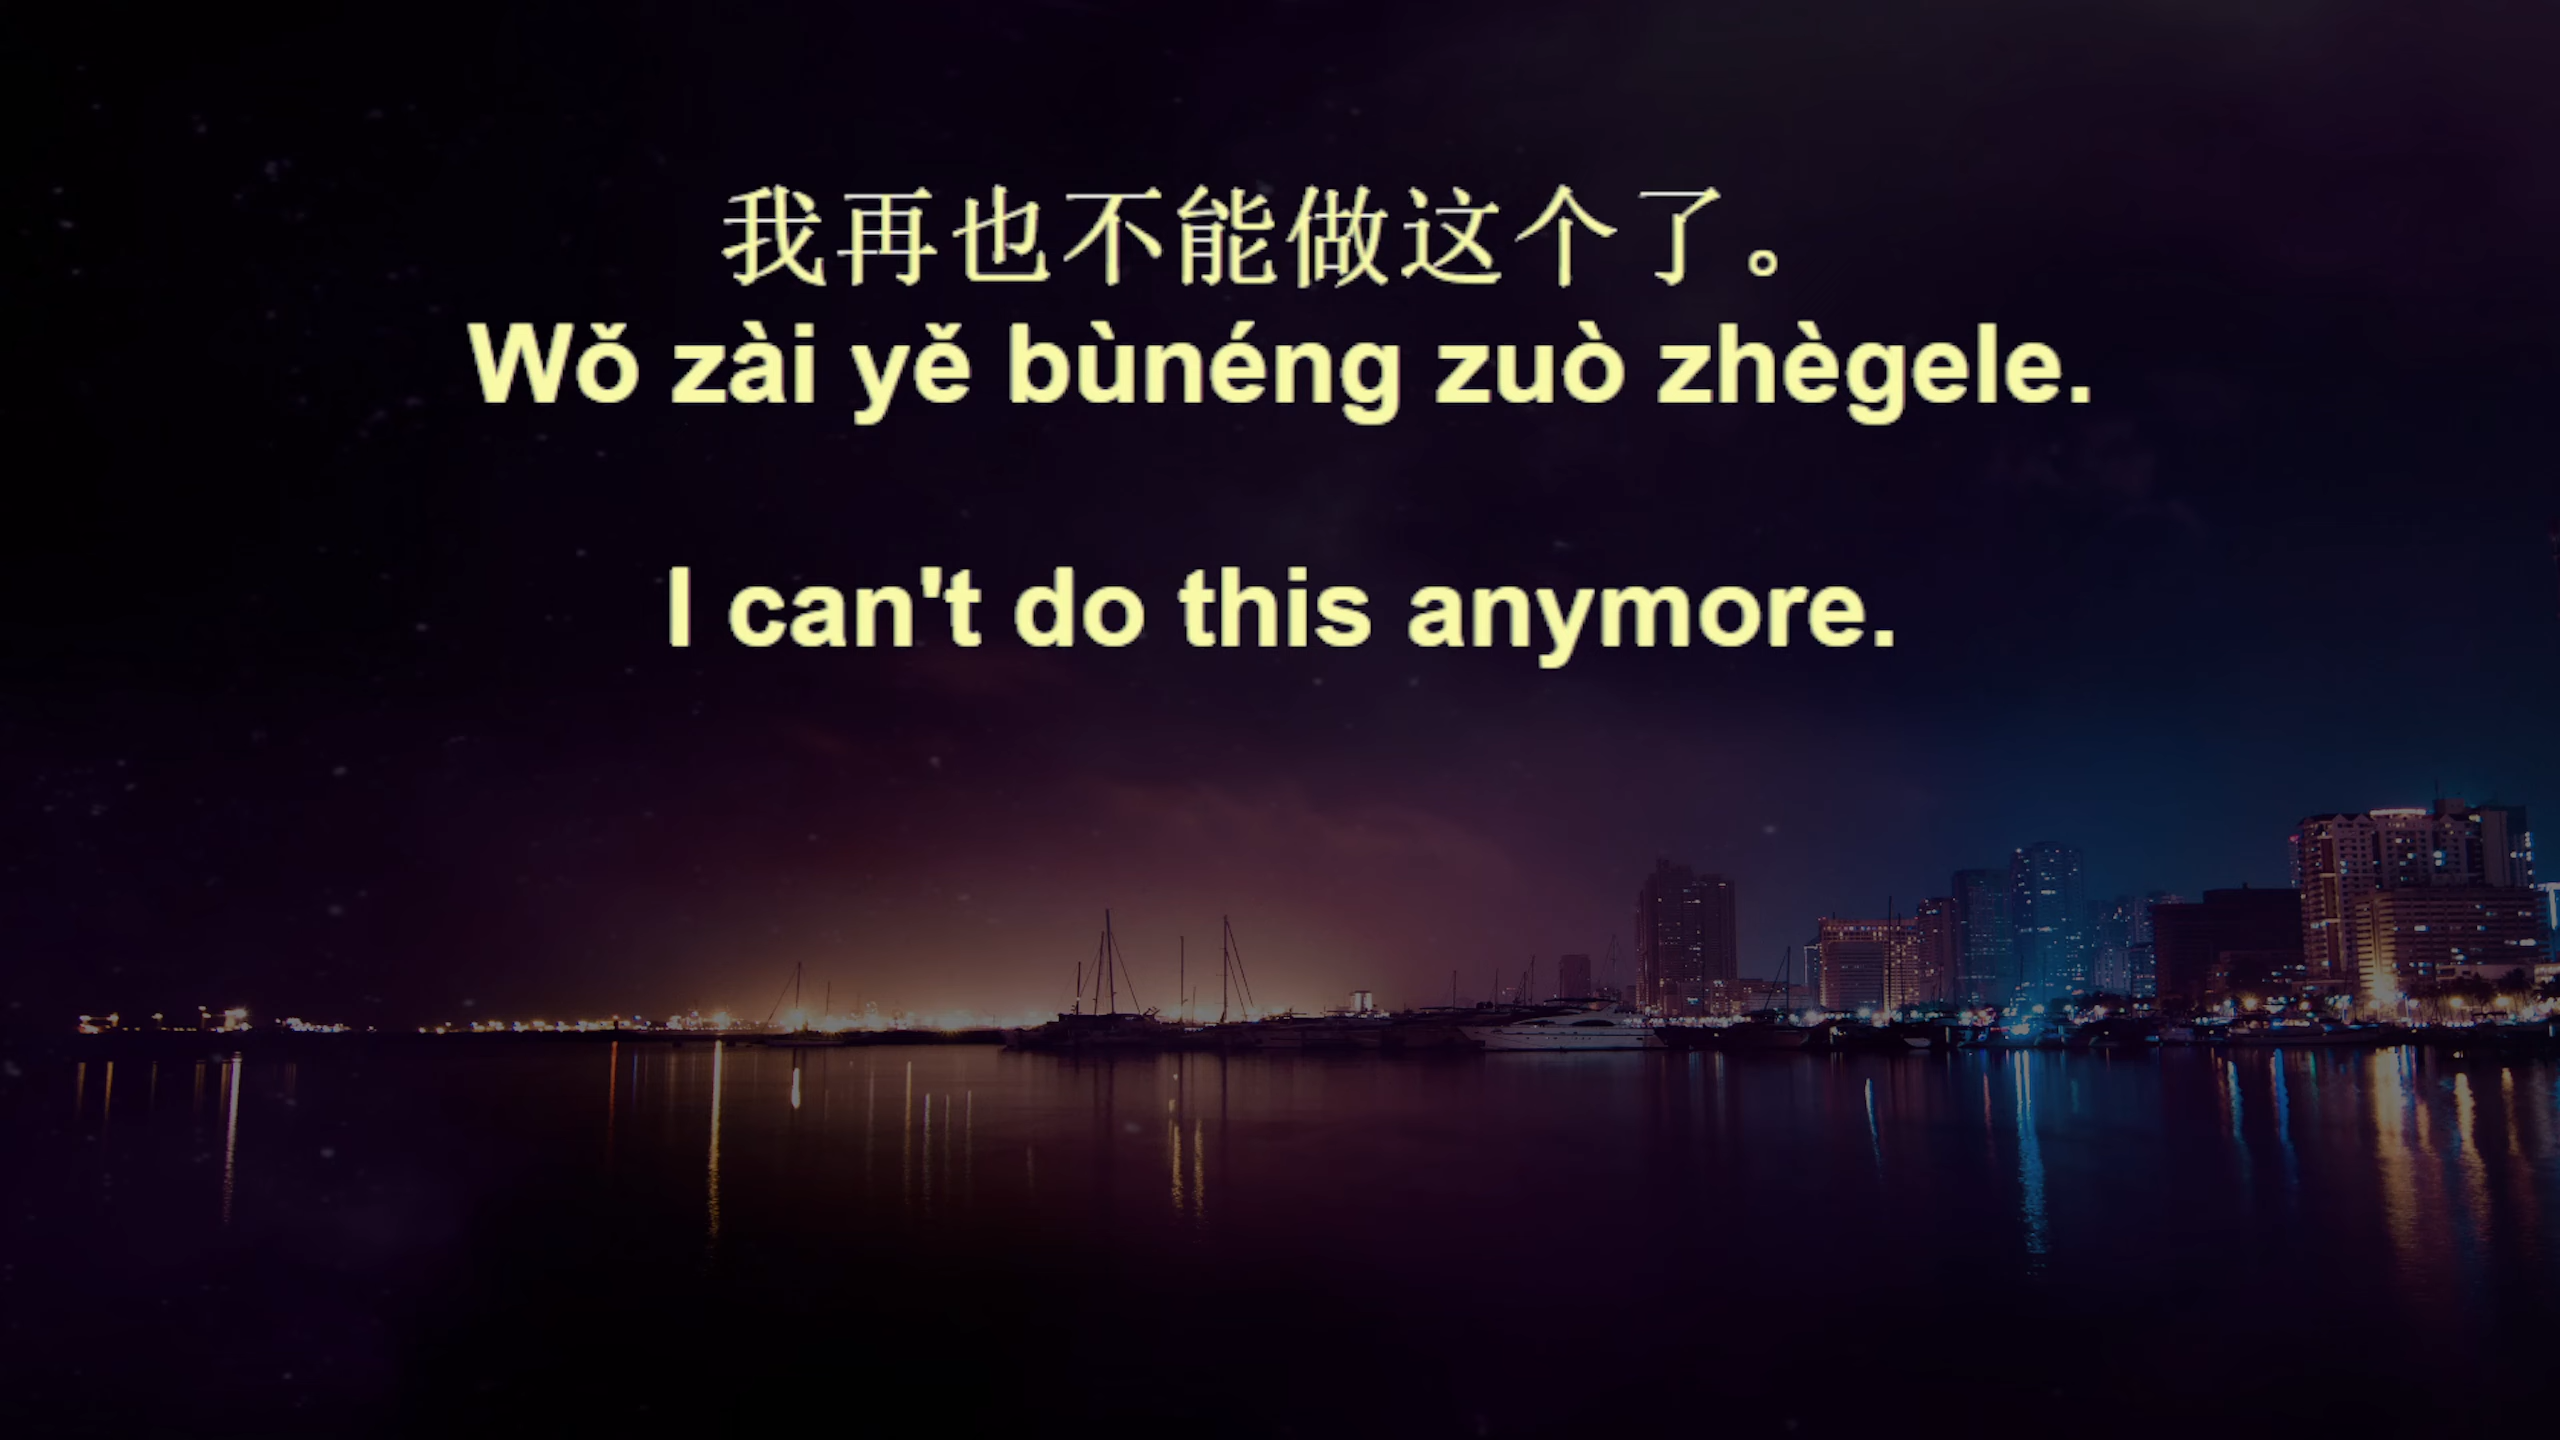 我再也不能做这个了。
Wǒ zài yě bùnéng zuò zhègele.
I can't do this anymore.